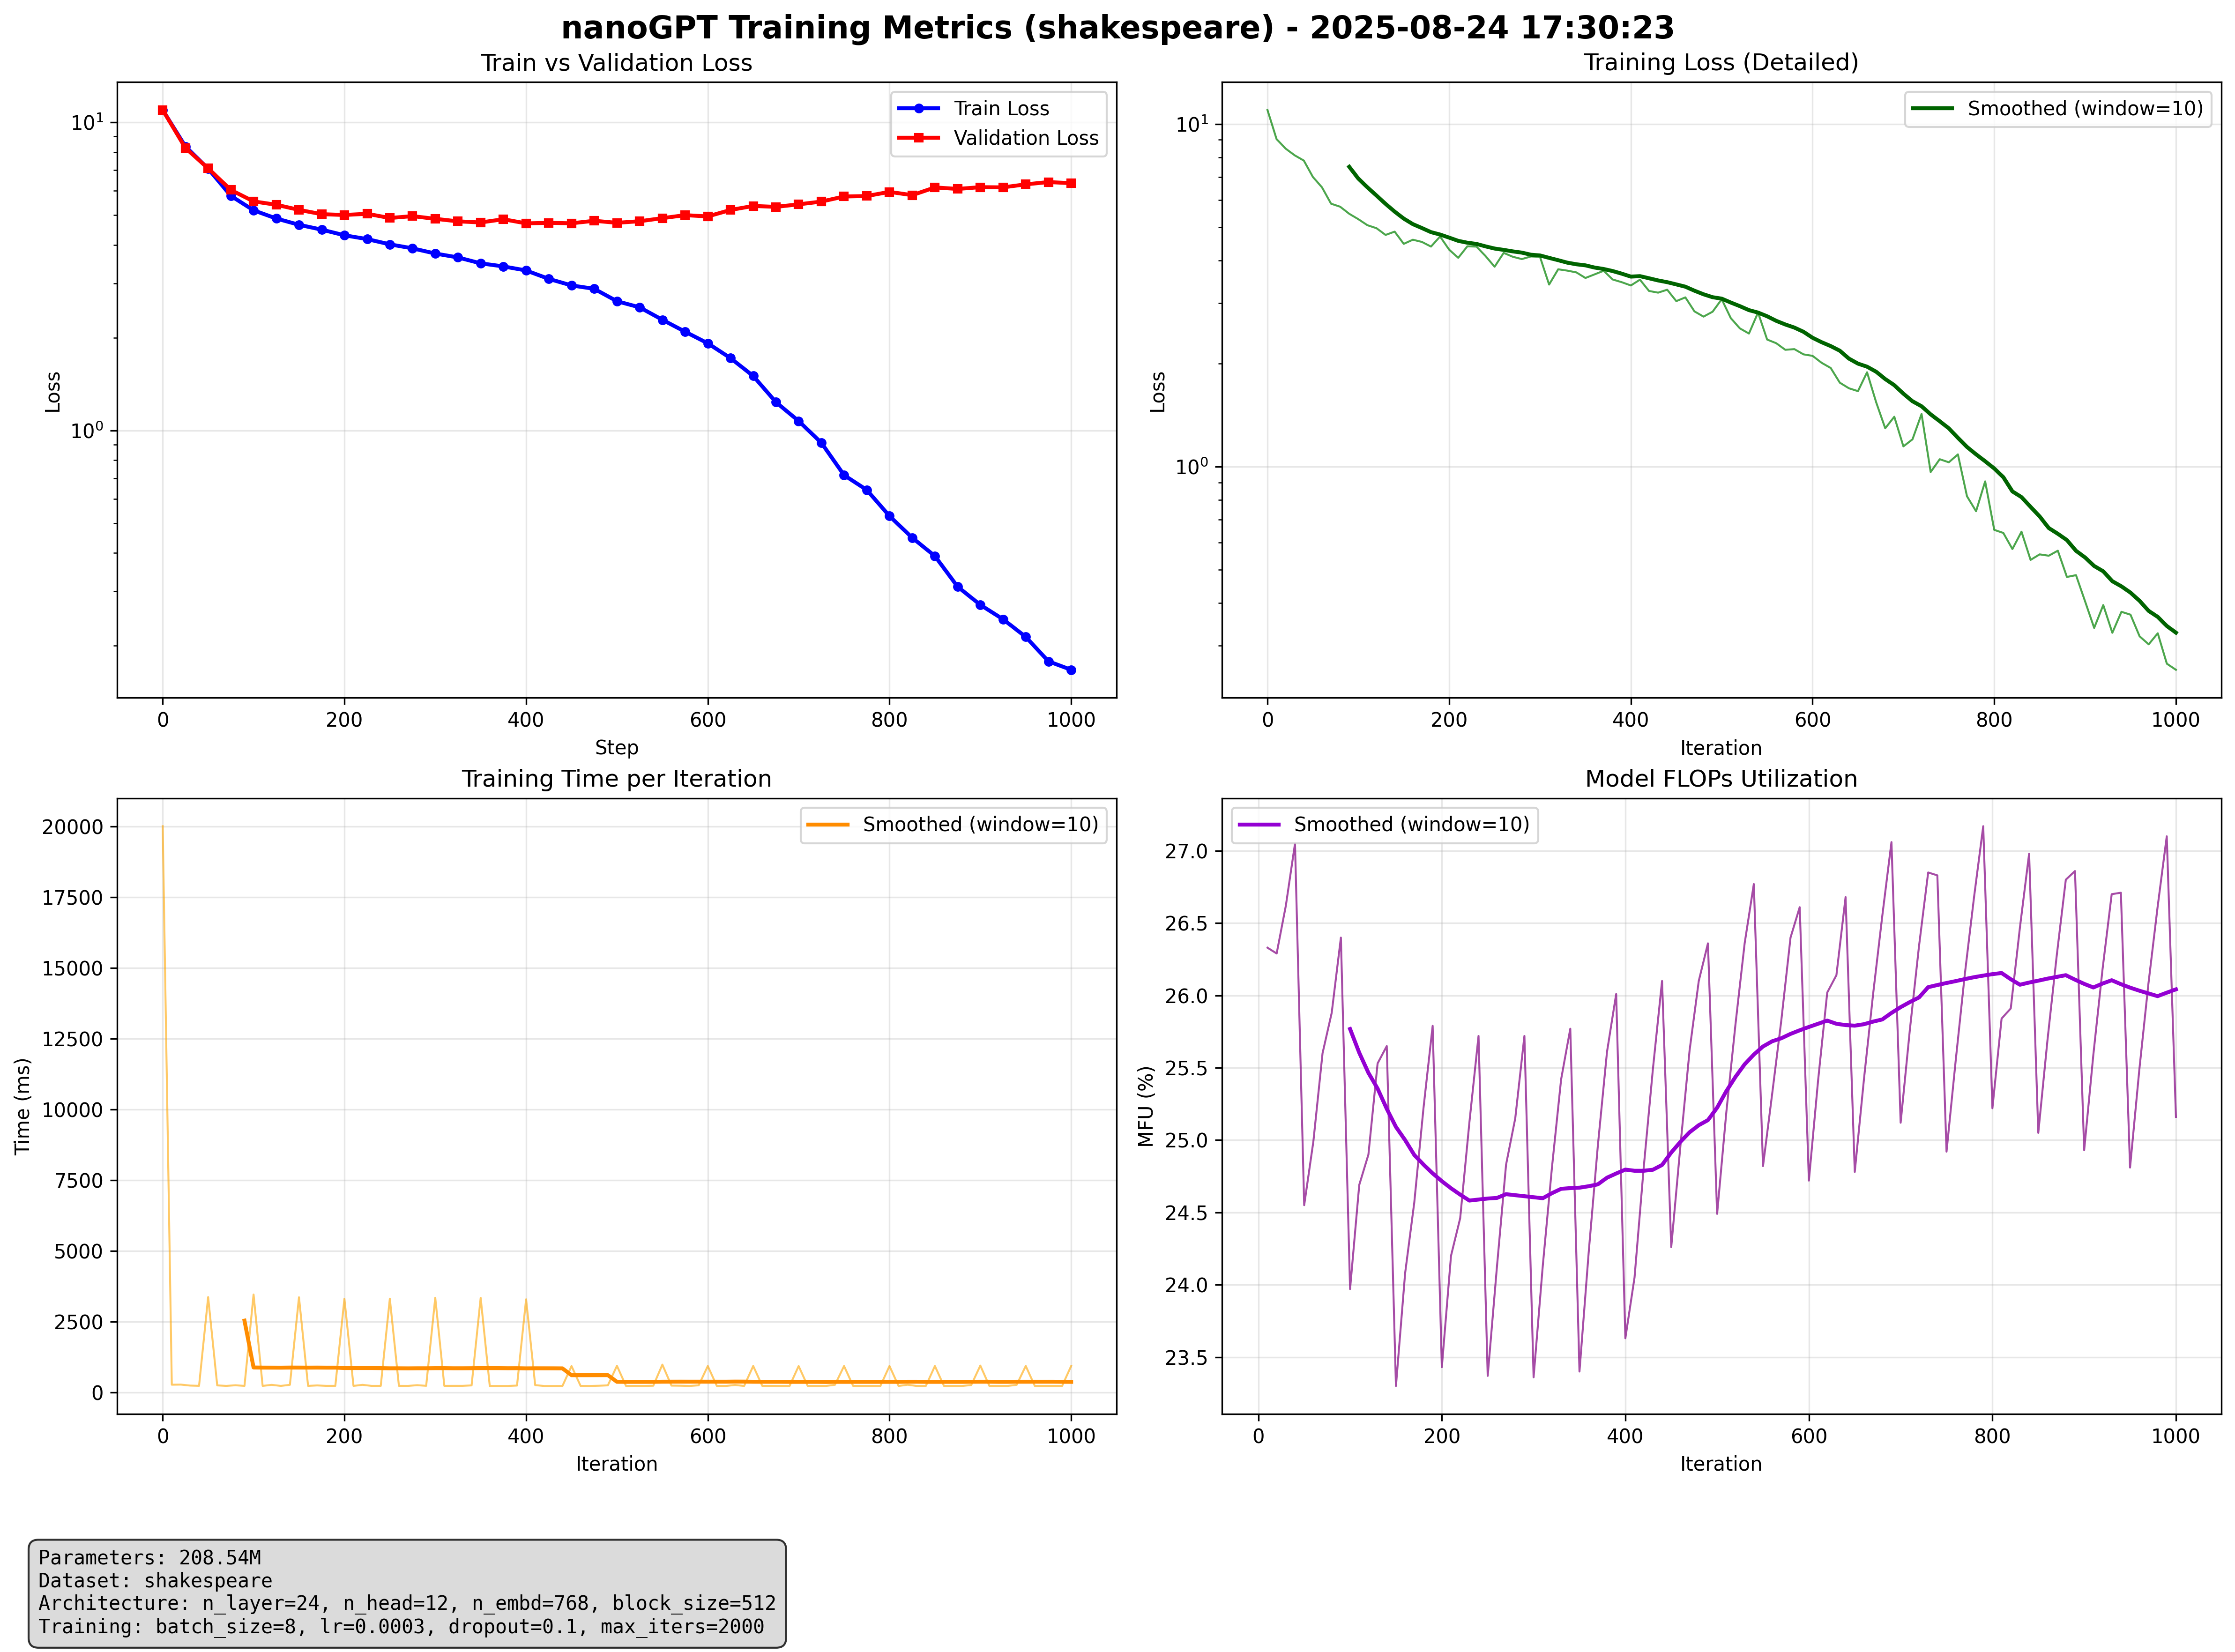 nanoGPT Training Metrics (shakespeare) - 2025-08-24 17:30:23
Train vs Validation Loss
Train Loss
Validation Loss
10¹
10⁰
Loss
0 200 400 600 800 1000
Step
Training Loss (Detailed)
Smoothed (window=10)
10¹
10⁰
Loss
0 200 400 600 800 1000
Iteration
Training Time per Iteration
Smoothed (window=10)
20000
17500
15000
12500
10000
7500
5000
2500
0
Time (ms)
0 200 400 600 800 1000
Iteration
Model FLOPs Utilization
Smoothed (window=10)
27.0
26.5
26.0
25.5
25.0
24.5
24.0
23.5
MFU (%)
0 200 400 600 800 1000
Iteration
Parameters: 208.54M
Dataset: shakespeare
Architecture: n_layer=24, n_head=12, n_embd=768, block_size=512
Training: batch_size=8, lr=0.0003, dropout=0.1, max_iters=2000